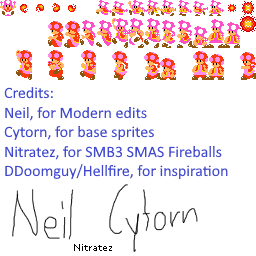 Credits:
Neil, for Modern edits
Cytorn, for base sprites
Nitratez, for SMB3 SMAS Fireballs
DDoomguy/Hellfire, for inspiration
Neil Cytorn
Nitratez